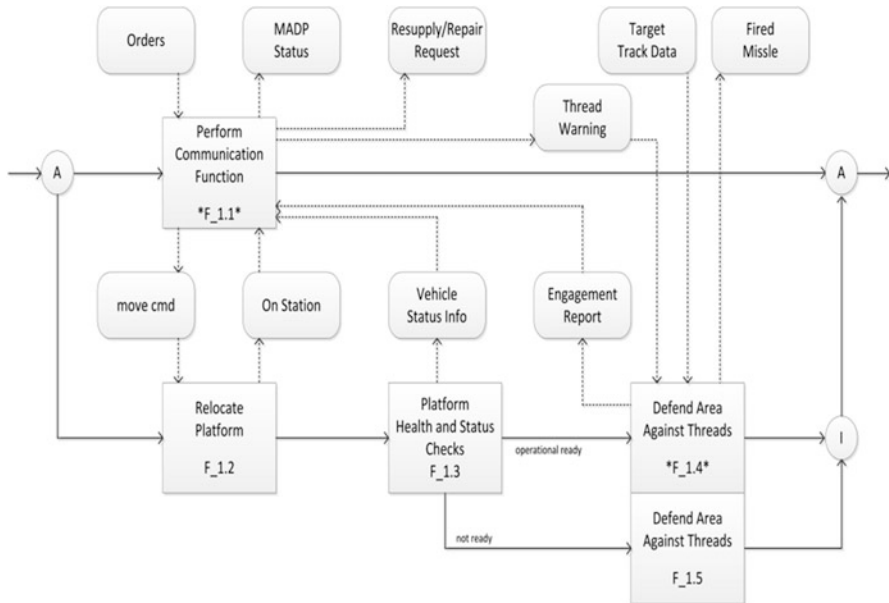 Orders
MADP
Status
Resupply/Repair
Request
Target
Track Data
Fired
Missle
Thread
Warning
A
Perform
Communication
Function
*F_1.1*
A
move cmd
On Station
Vehicle
Status Info
Engagement
Report
Relocate
Platform
F_1.2
Platform
Health and Status
Checks
F_1.3
operational ready
Defend Area
Against Threads
*F_1.4*
I
not ready
Defend Area
Against Threads
F_1.5